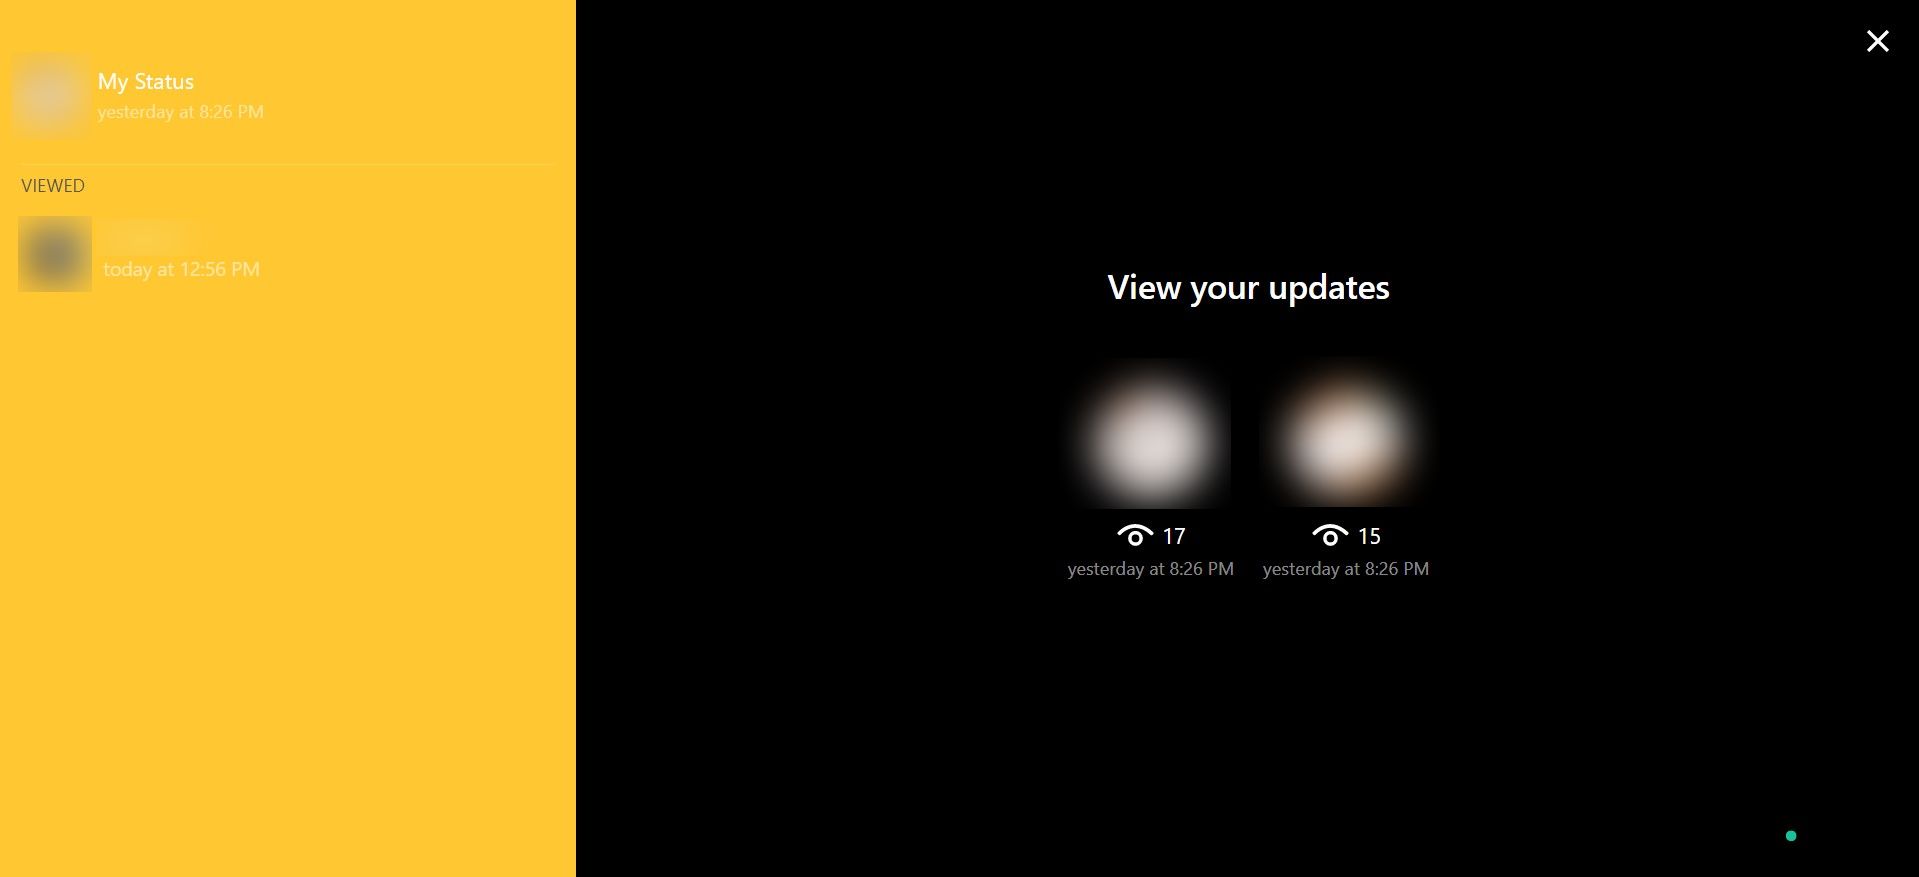 My Status
yesterday at 8:26 PM
VIEWED
today at 12:56 PM
View your updates
17
15
yesterday at 8:26 PM
yesterday at 8:26 PM